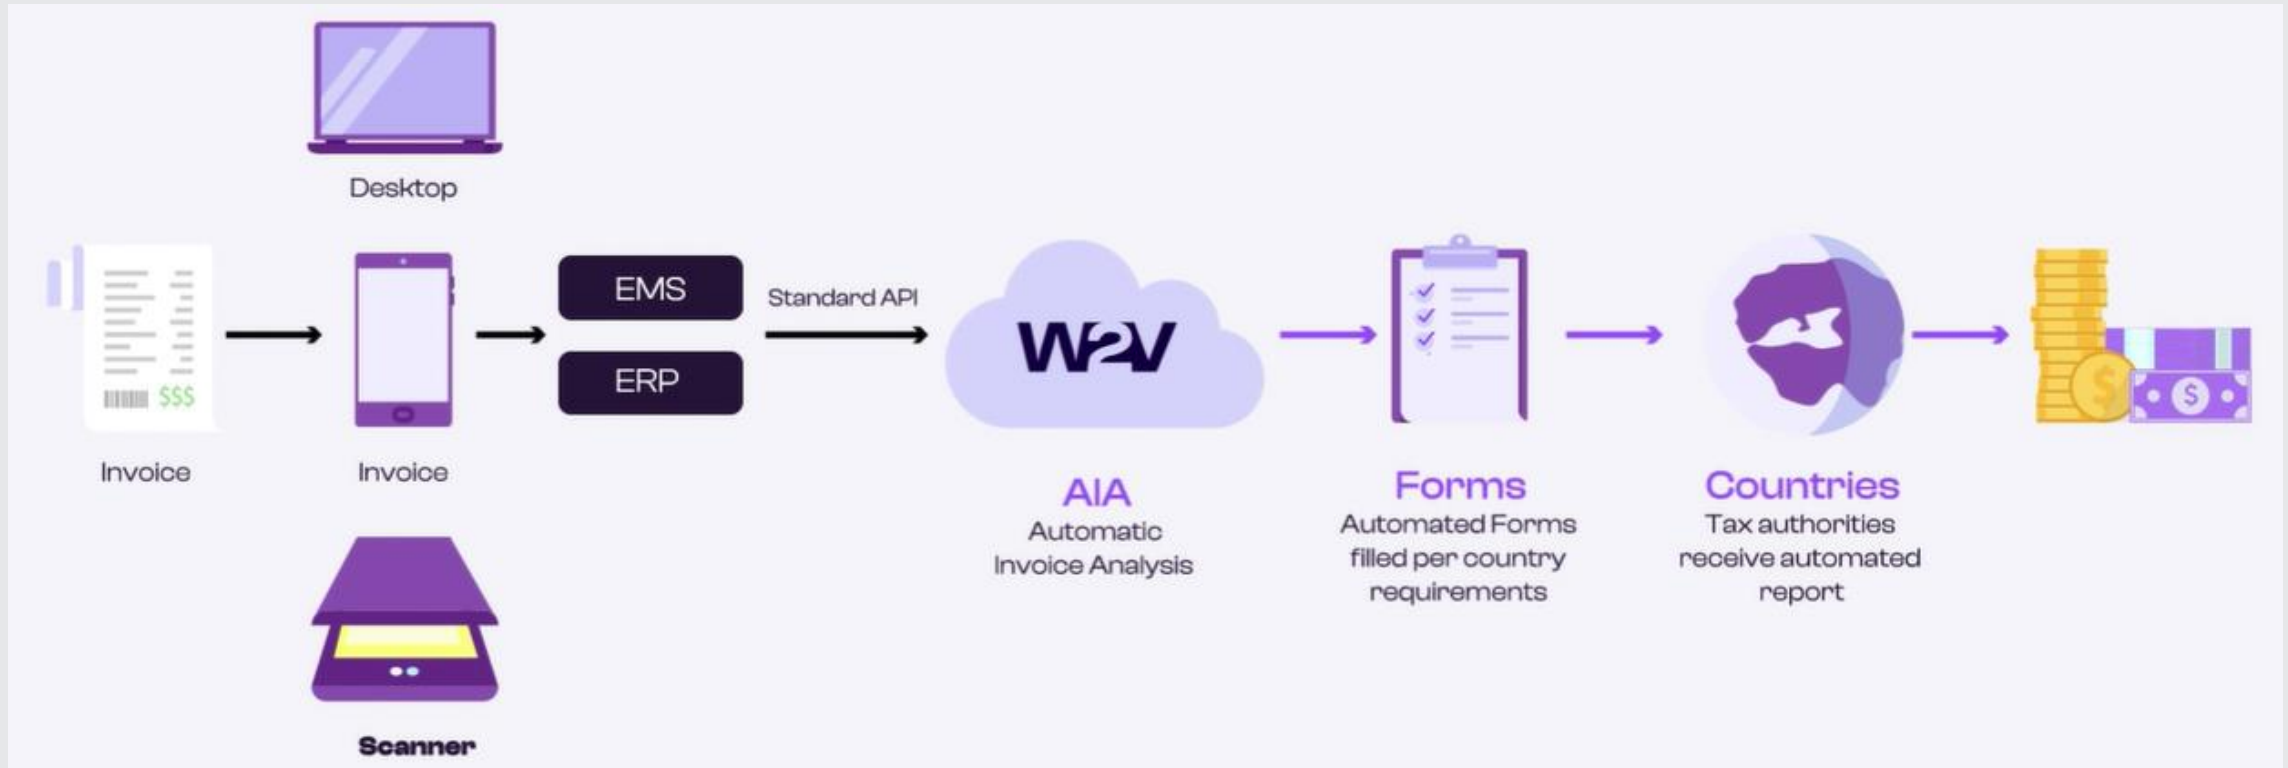 Desktop
$$$
Invoice
Invoice
Scanner
EMS
ERP
Standard API
W2V
AIA
Automatic
Invoice Analysis
Forms
Automated Forms
filled per country
requirements
Countries
Tax authorities
receive automated
report
$
$